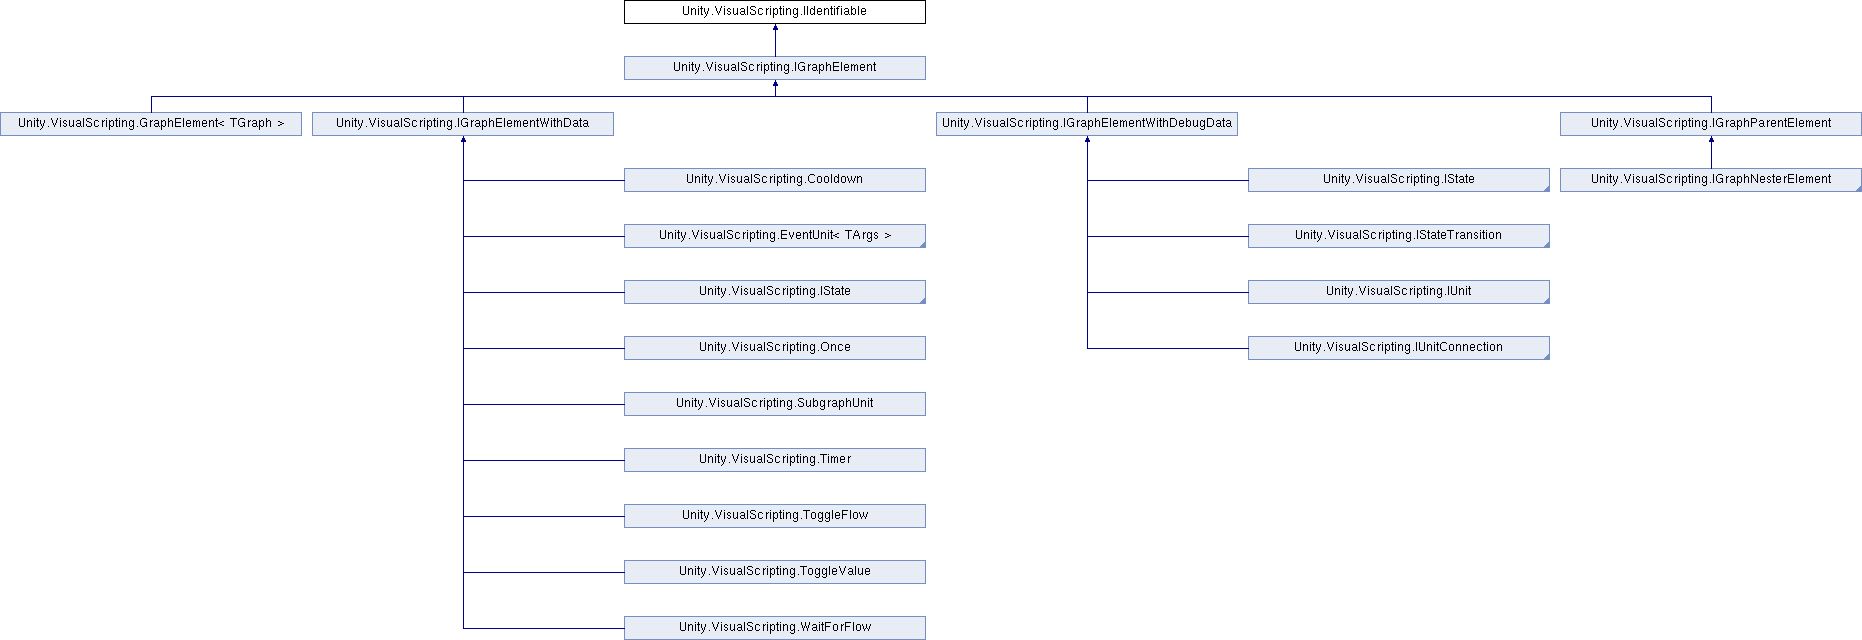 Unity.VisualScripting.IIdentifiable
Unity.VisualScripting.IGraphElement
Unity.VisualScripting.GraphElement< TGraph >
Unity.VisualScripting.IGraphElementWithData
Unity.VisualScripting.IGraphElementWithDebugData
Unity.VisualScripting.IGraphParentElement
Unity.VisualScripting.Cooldown
Unity.VisualScripting.IState
Unity.VisualScripting.IGraphNesterElement
Unity.VisualScripting.EventUnit< TArgs >
Unity.VisualScripting.IStateTransition
Unity.VisualScripting.IState
Unity.VisualScripting.IUnit
Unity.VisualScripting.Once
Unity.VisualScripting.IUnitConnection
Unity.VisualScripting.SubgraphUnit
Unity.VisualScripting.Timer
Unity.VisualScripting.ToggleFlow
Unity.VisualScripting.ToggleValue
Unity.VisualScripting.WaitForFlow